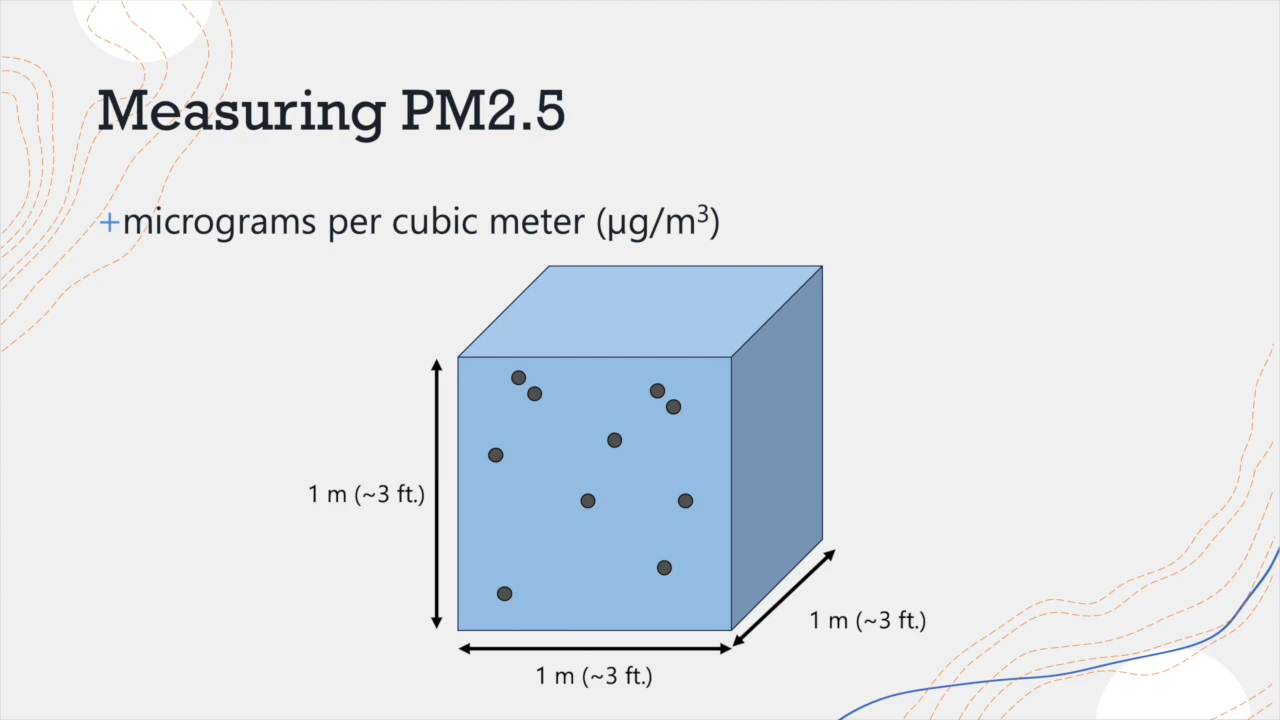 Measuring PM2.5
+micrograms per cubic meter (µg/m³)
1 m (~3 ft.)
1 m (~3 ft.)
1 m (~3 ft.)